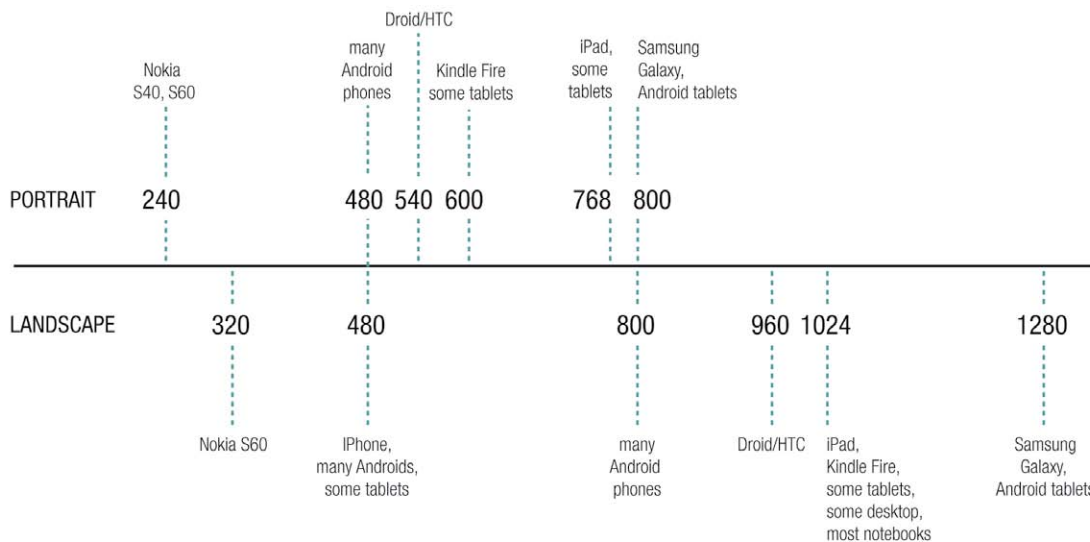 Droid/HTC
many
Android
phones
iPad,
some
tablets
Samsung
Galaxy,
Android tablets
Nokia
S40, S60
Kindle Fire
some tablets
PORTRAIT 240 480 540 600 768 800
LANDSCAPE 320 480 800 960 1024 1280
Nokia S60
IPhone,
many Androids,
some tablets
many
Android
phones
Droid/HTC
iPad,
Kindle Fire,
some tablets,
some desktop,
most notebooks
Samsung
Galaxy,
Android tablets